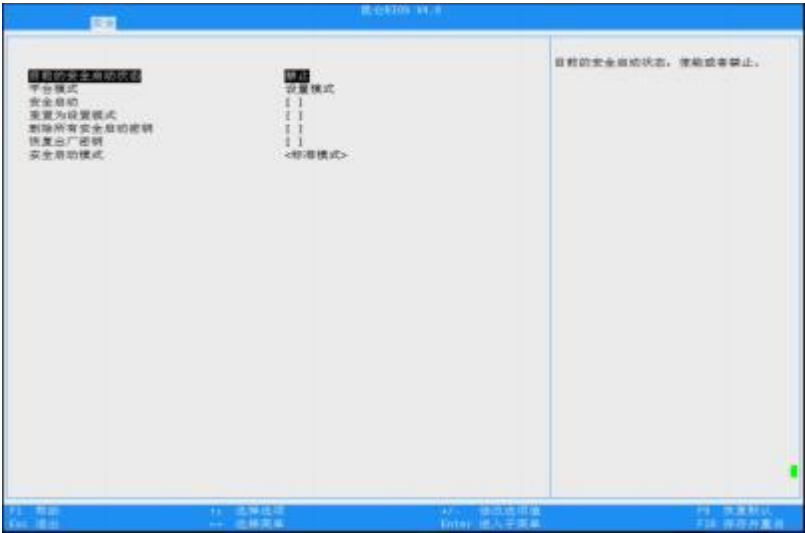 昆仑BIOS V4.0
安全
目前的安全启动状态 禁止
平台模式 设置模式
安全启动 [ ]
重置为设置模式 [ ]
删除所有安全启动密钥 [ ]
恢复出厂密钥 [ ]
安全启动模式 <标准模式>
目前的安全启动状态，使能或者禁止。
F1 帮助 ↑↓ 选择选项 +/- 修改选项值 F9 恢复默认
Esc 退出 ←→ 选择菜单 Enter 进入子菜单 F10 保存并重启